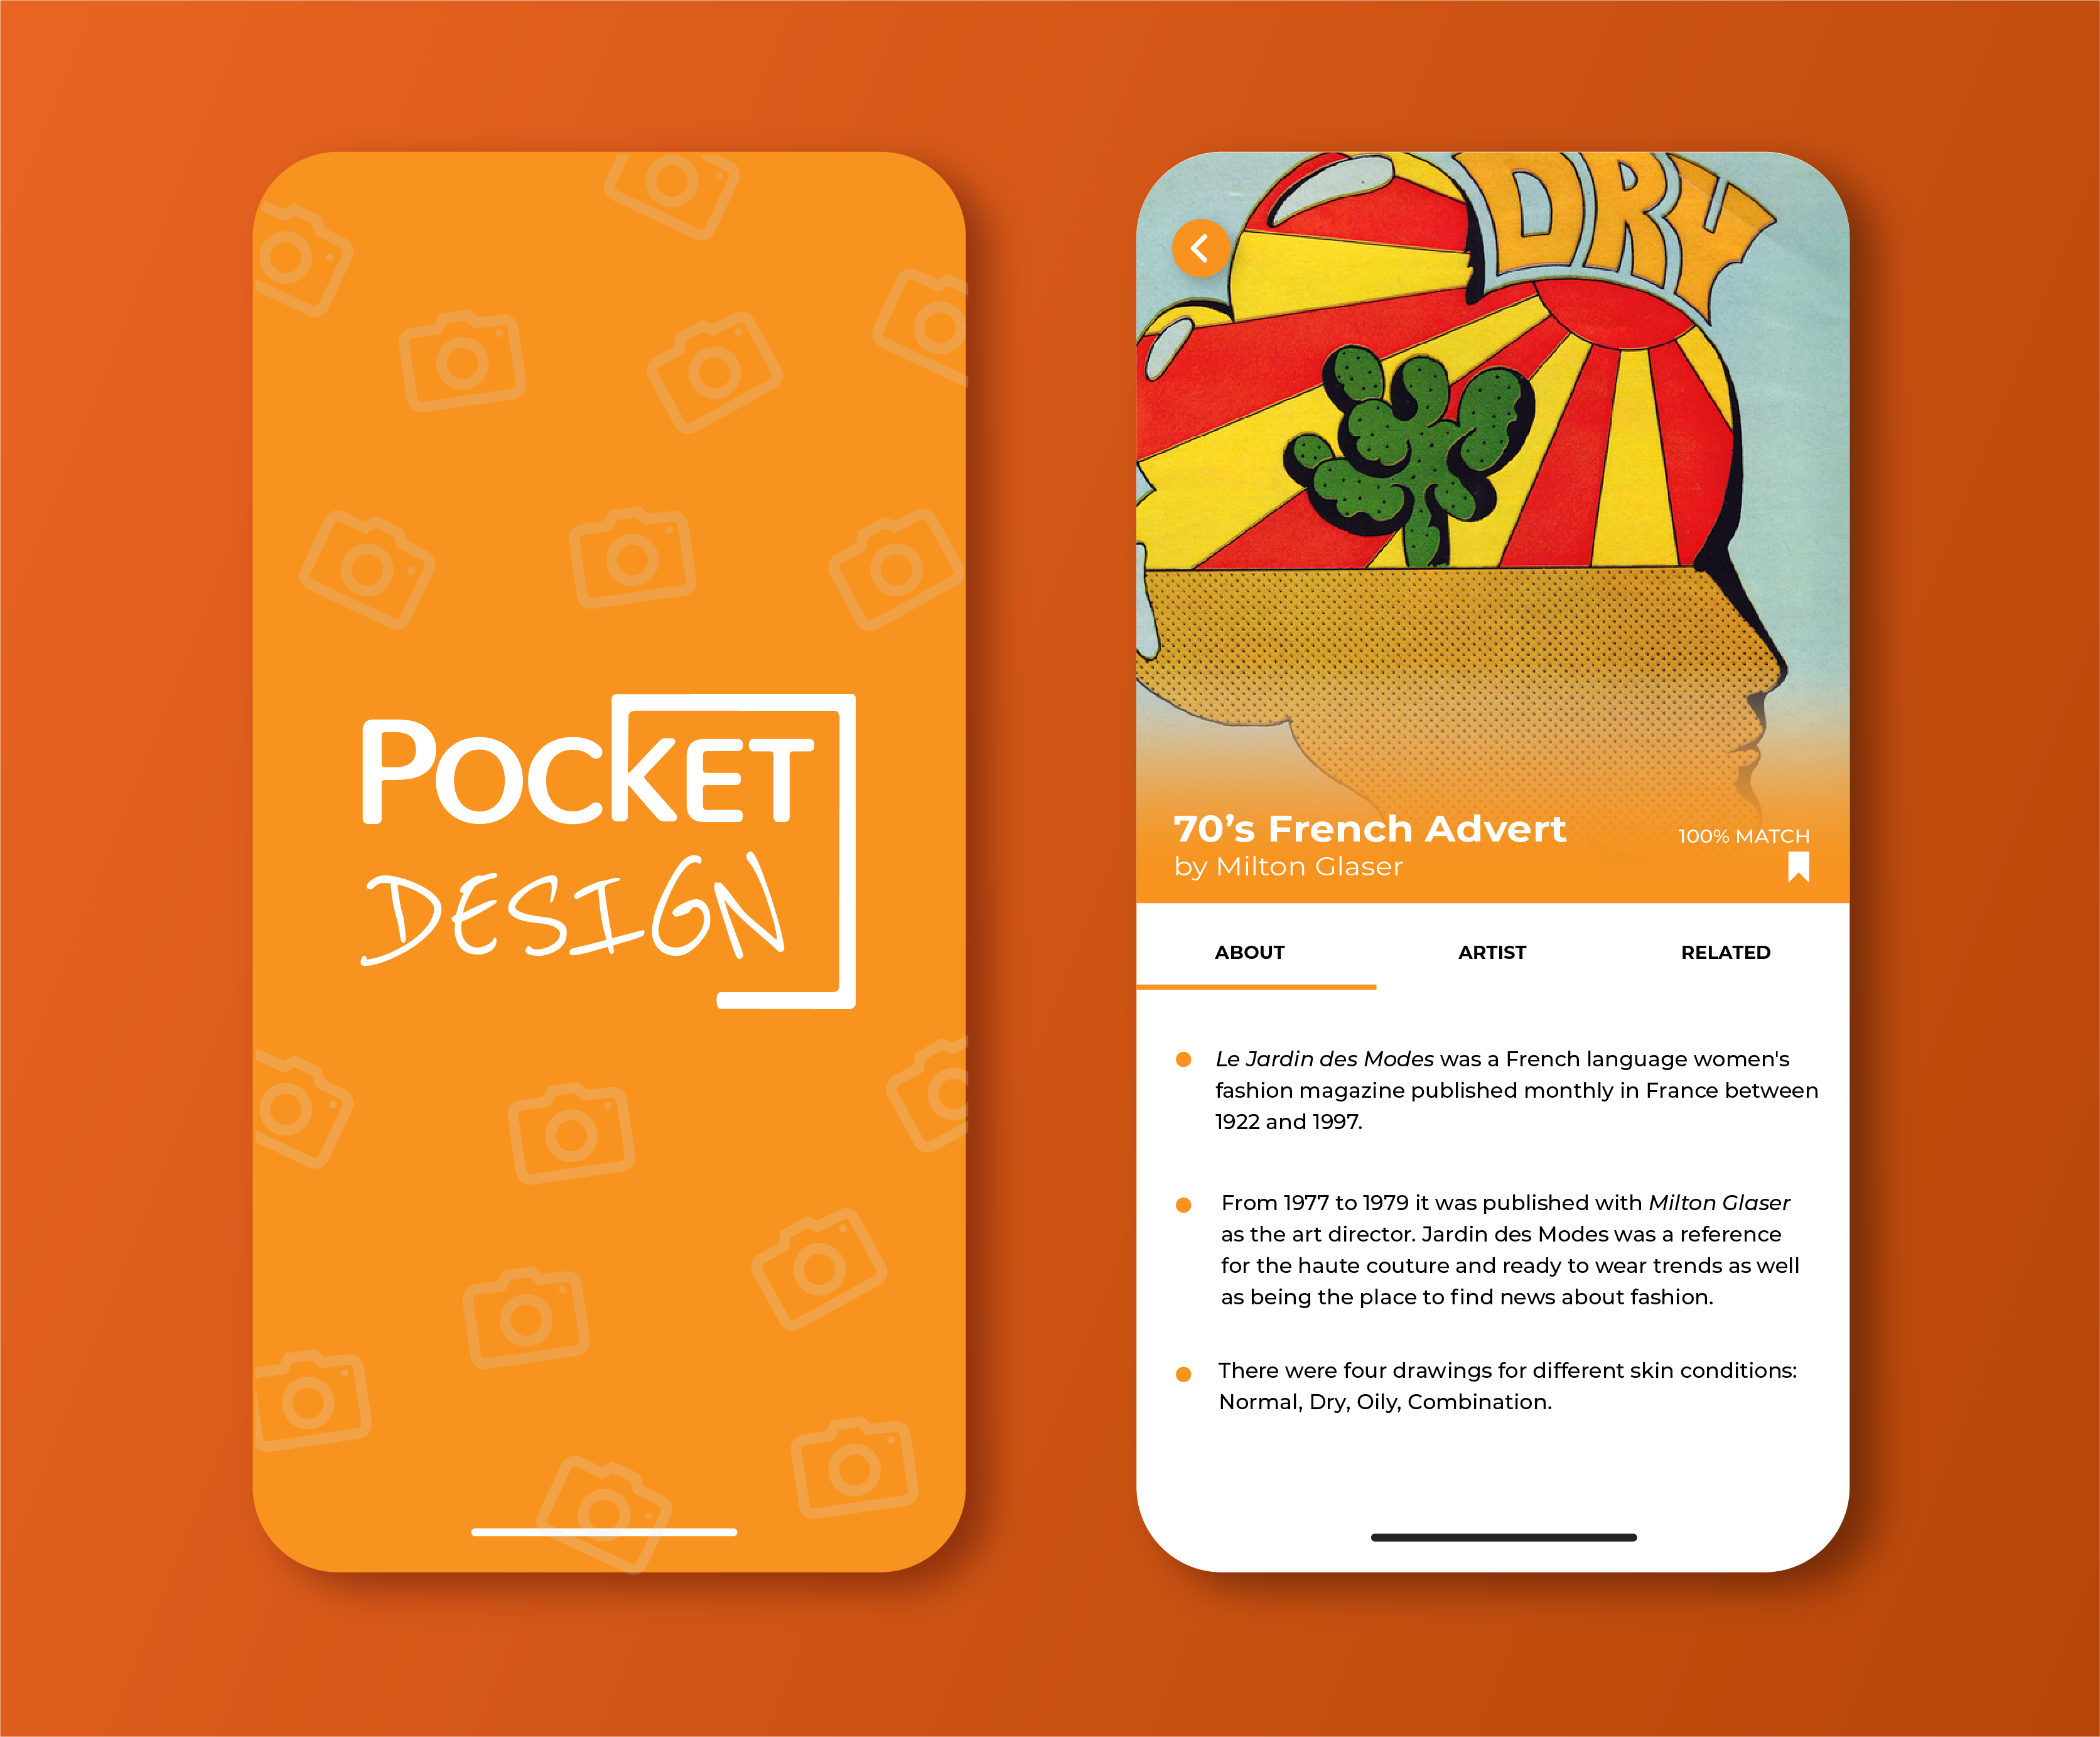 POCKET
DESIGN
DRY
70’s French Advert
by Milton Glaser
100% MATCH
ABOUT
ARTIST
RELATED
Le Jardin des Modes was a French language women's
fashion magazine published monthly in France between
1922 and 1997.
From 1977 to 1979 it was published with Milton Glaser
as the art director. Jardin des Modes was a reference
for the haute couture and ready to wear trends as well
as being the place to find news about fashion.
There were four drawings for different skin conditions:
Normal, Dry, Oily, Combination.